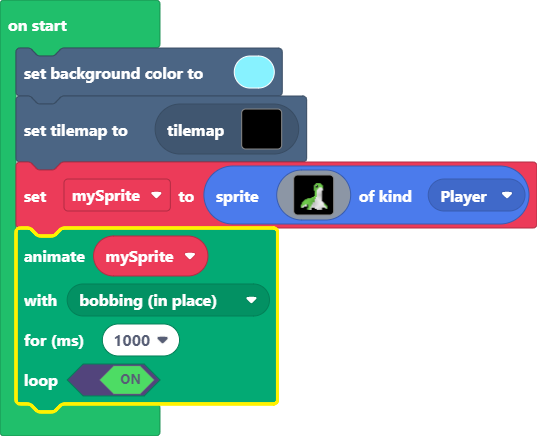 on start
set background color to
set tilemap to tilemap
set mySprite to sprite of kind Player
animate mySprite
with bobbing (in place)
for (ms) 1000
loop ON